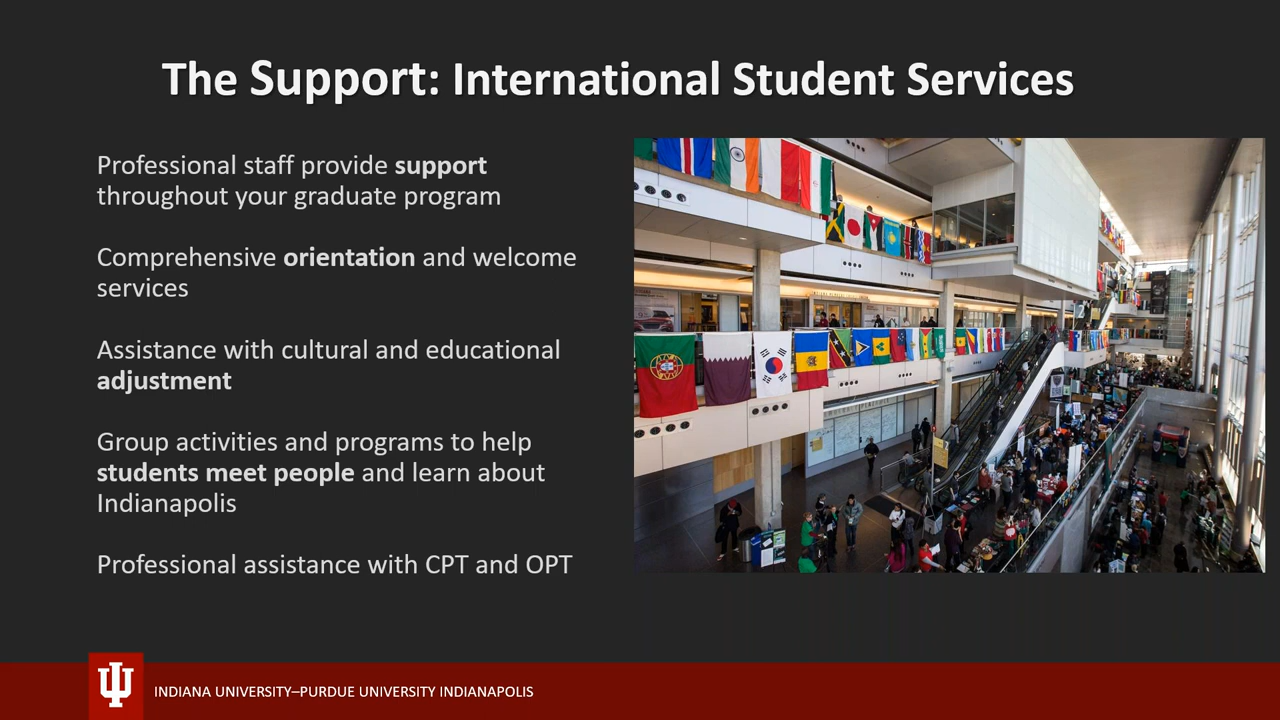 The Support: International Student Services
Professional staff provide support
throughout your graduate program
Comprehensive orientation and welcome
services
Assistance with cultural and educational
adjustment
Group activities and programs to help
students meet people and learn about
Indianapolis
Professional assistance with CPT and OPT
INDIANA UNIVERSITY–PURDUE UNIVERSITY INDIANAPOLIS